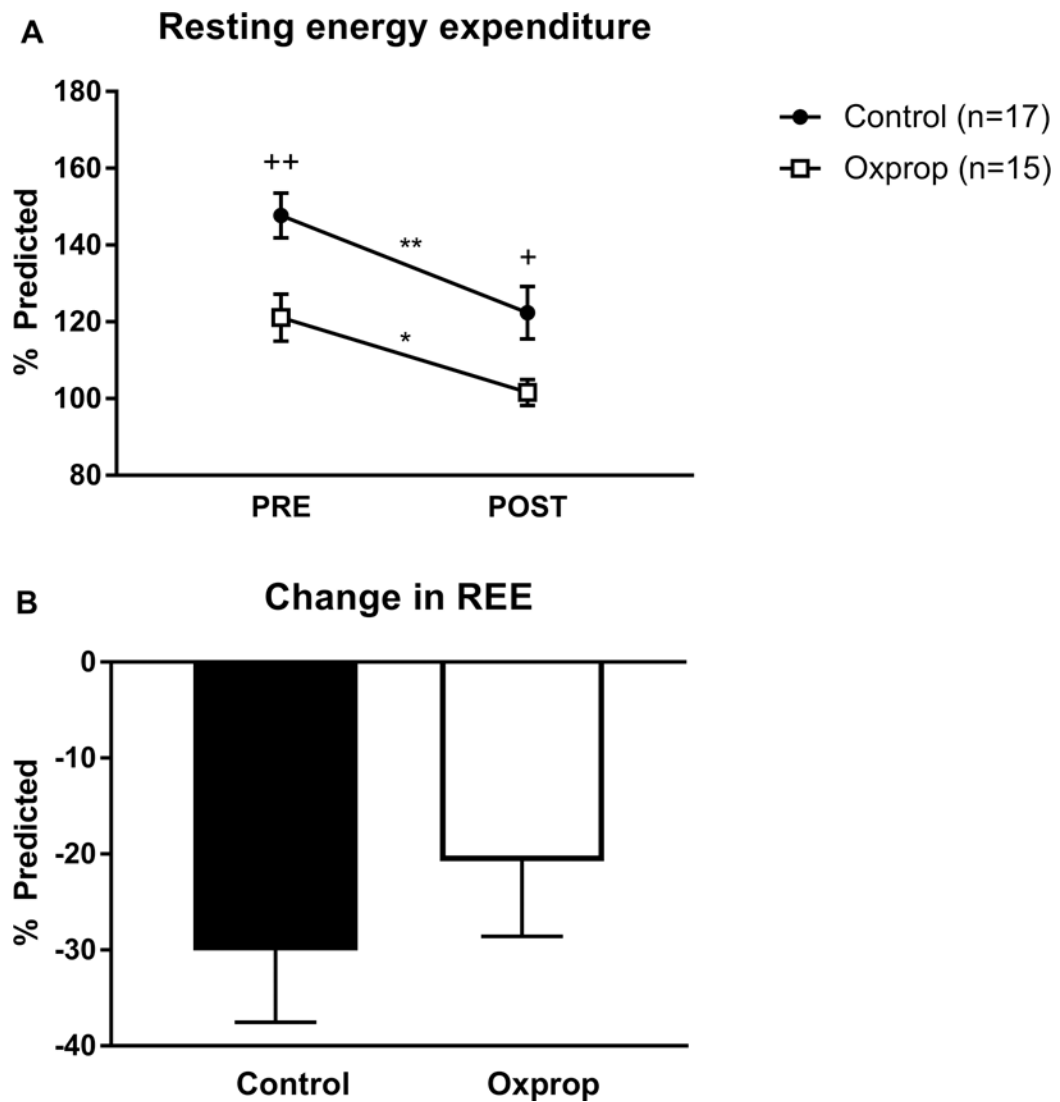 A
Resting energy expenditure
% Predicted
180
160
140
120
100
80
++
**
+
*
PRE
POST
Control (n=17)
Oxprop (n=15)
B
Change in REE
% Predicted
0
-10
-20
-30
-40
Control
Oxprop